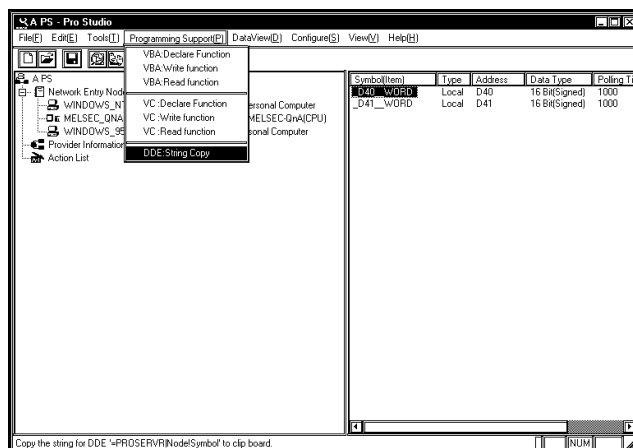 A PS - Pro Studio
File(F) Edit(E) Tools(T) Programming Support(P) DataView(D) Configure(S) View(V) Help(H)
VBA:Declare Function
VBA:Write function
VBA:Read function
VC :Declare Function
VC :Write function
VC :Read function
DDE:String Copy
A PS
Network Entry Node
WINDOWS_NT ersonal Computer
MELSEC_QNA MELSEC-QnA(CPU)
WINDOWS_95 sonal Computer
Provider Information
Action List
Symbol(Item) Type Address Data Type Polling Ti
_D40__WORD Local D40 16 Bit(Signed) 1000
_D41__WORD Local D41 16 Bit(Signed) 1000
Copy the string for DDE '=PROSERVR|Node!Symbol' to clip board.
NUM